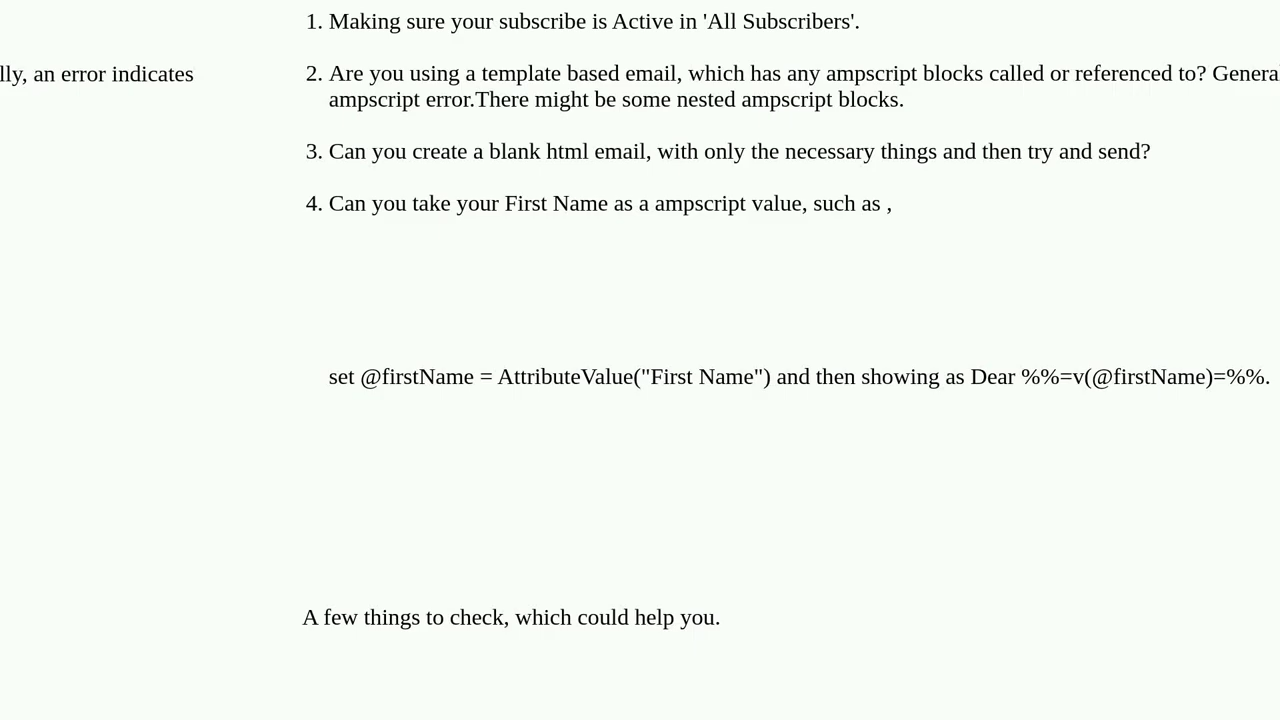 1. Making sure your subscribe is Active in 'All Subscribers'.
2. Are you using a template based email, which has any ampscript blocks called or referenced to? General
lly, an error indicates
ampscript error.There might be some nested ampscript blocks.
3. Can you create a blank html email, with only the necessary things and then try and send?
4. Can you take your First Name as a ampscript value, such as ,
set @firstName = AttributeValue("First Name") and then showing as Dear %%=v(@firstName)=%%.
A few things to check, which could help you.